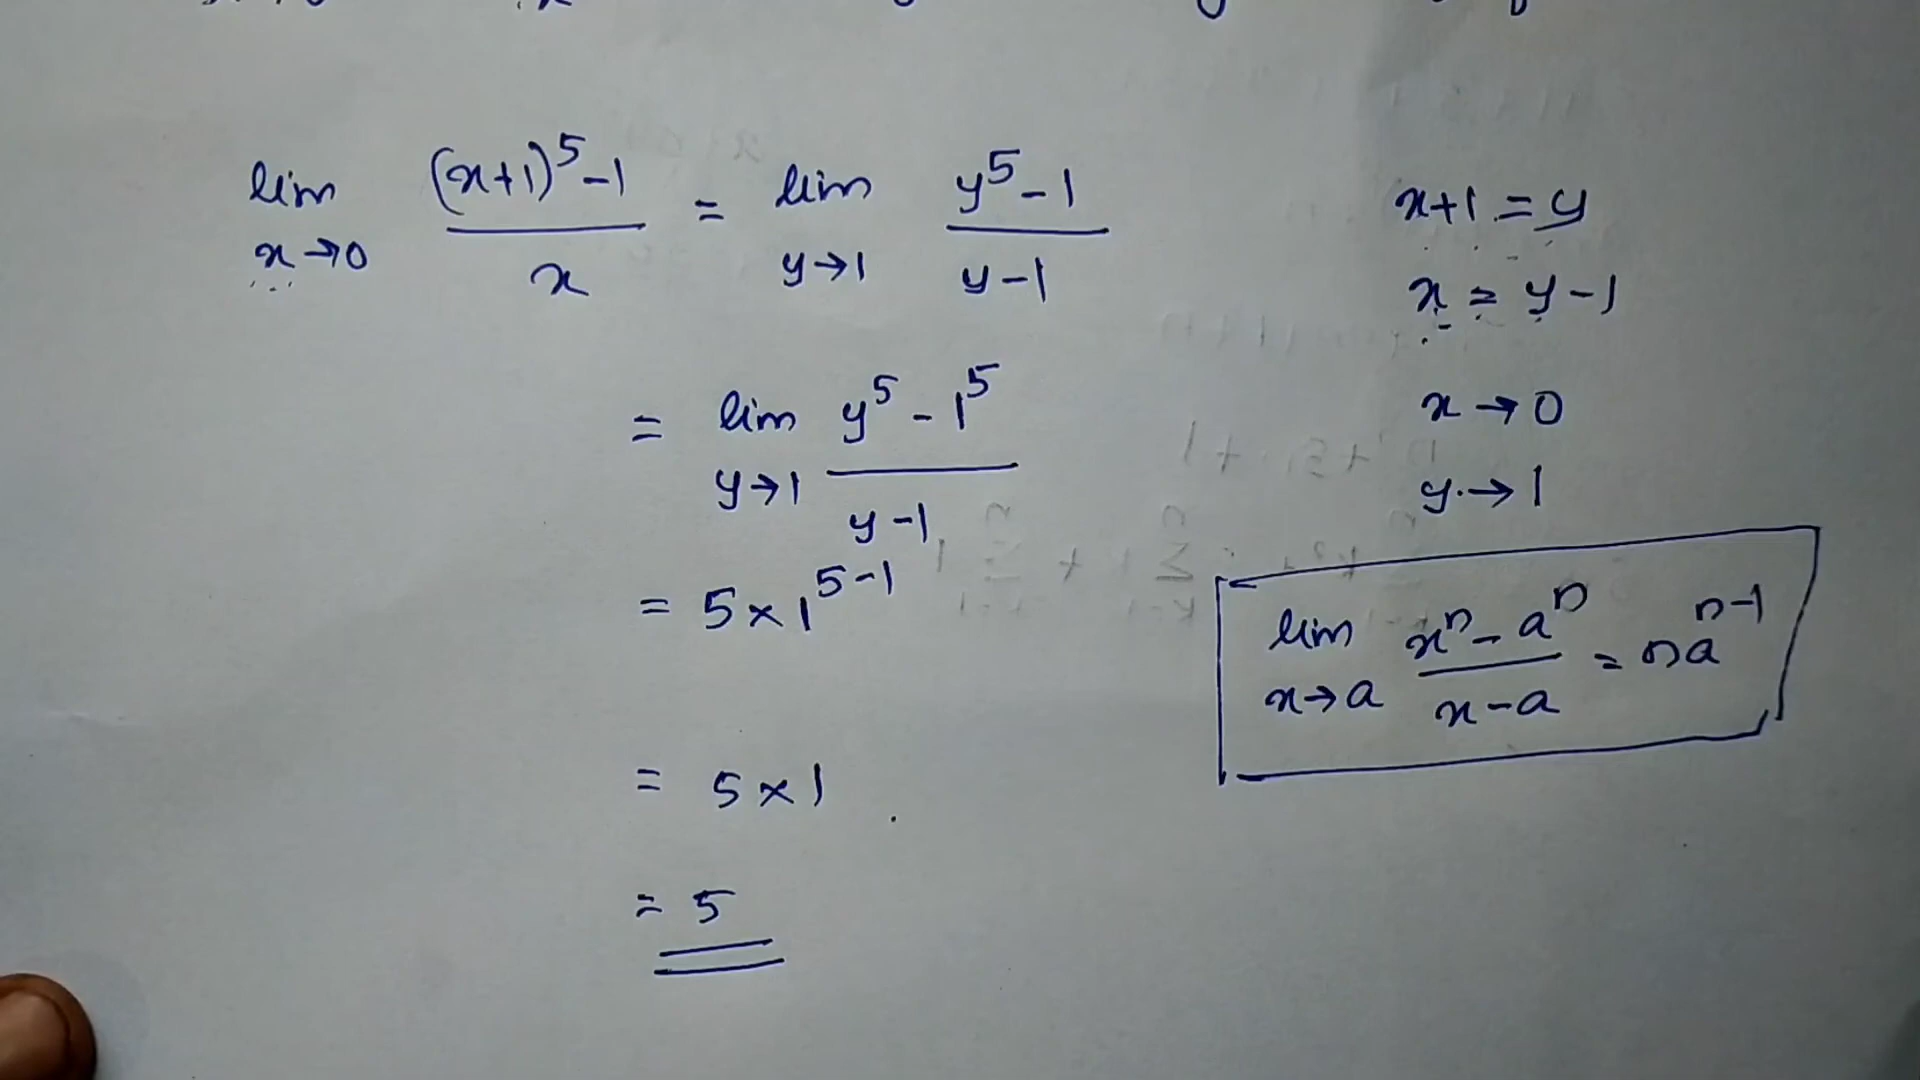 lim x→0 ((x+1)^5 - 1)/x = lim y→1 (y^5 - 1)/(y - 1)
= lim y→1 (y^5 - 1^5)/(y - 1)
= 5 × 1^(5-1)
= 5 × 1
= 5
x + 1 = y
x = y - 1
x → 0
y → 1
lim x→a (x^n - a^n)/(x - a) = na^(n-1)